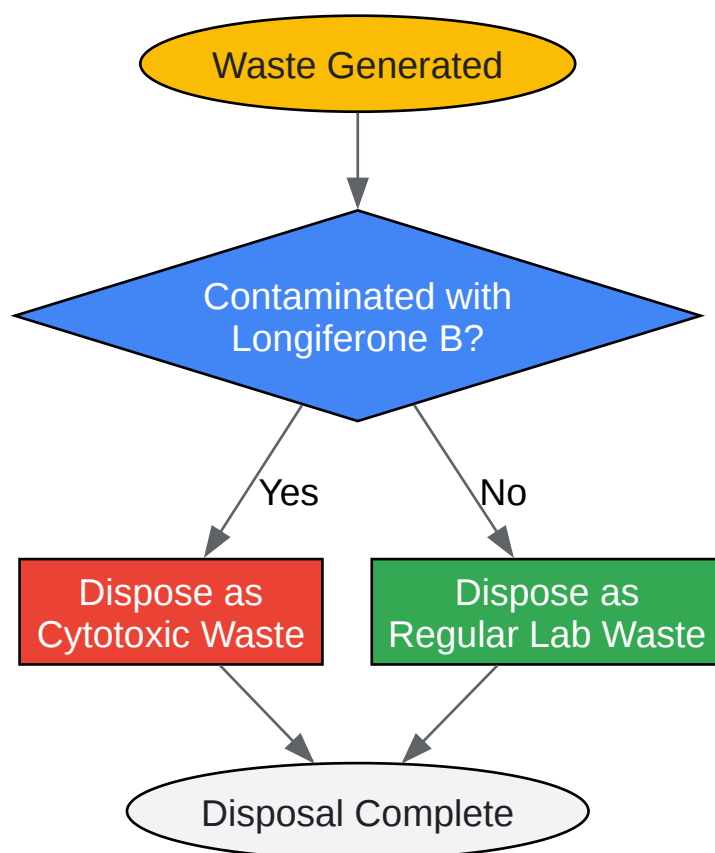 Waste Generated
Contaminated with
Longiferone B?
Yes
No
Dispose as
Cytotoxic Waste
Dispose as
Regular Lab Waste
Disposal Complete